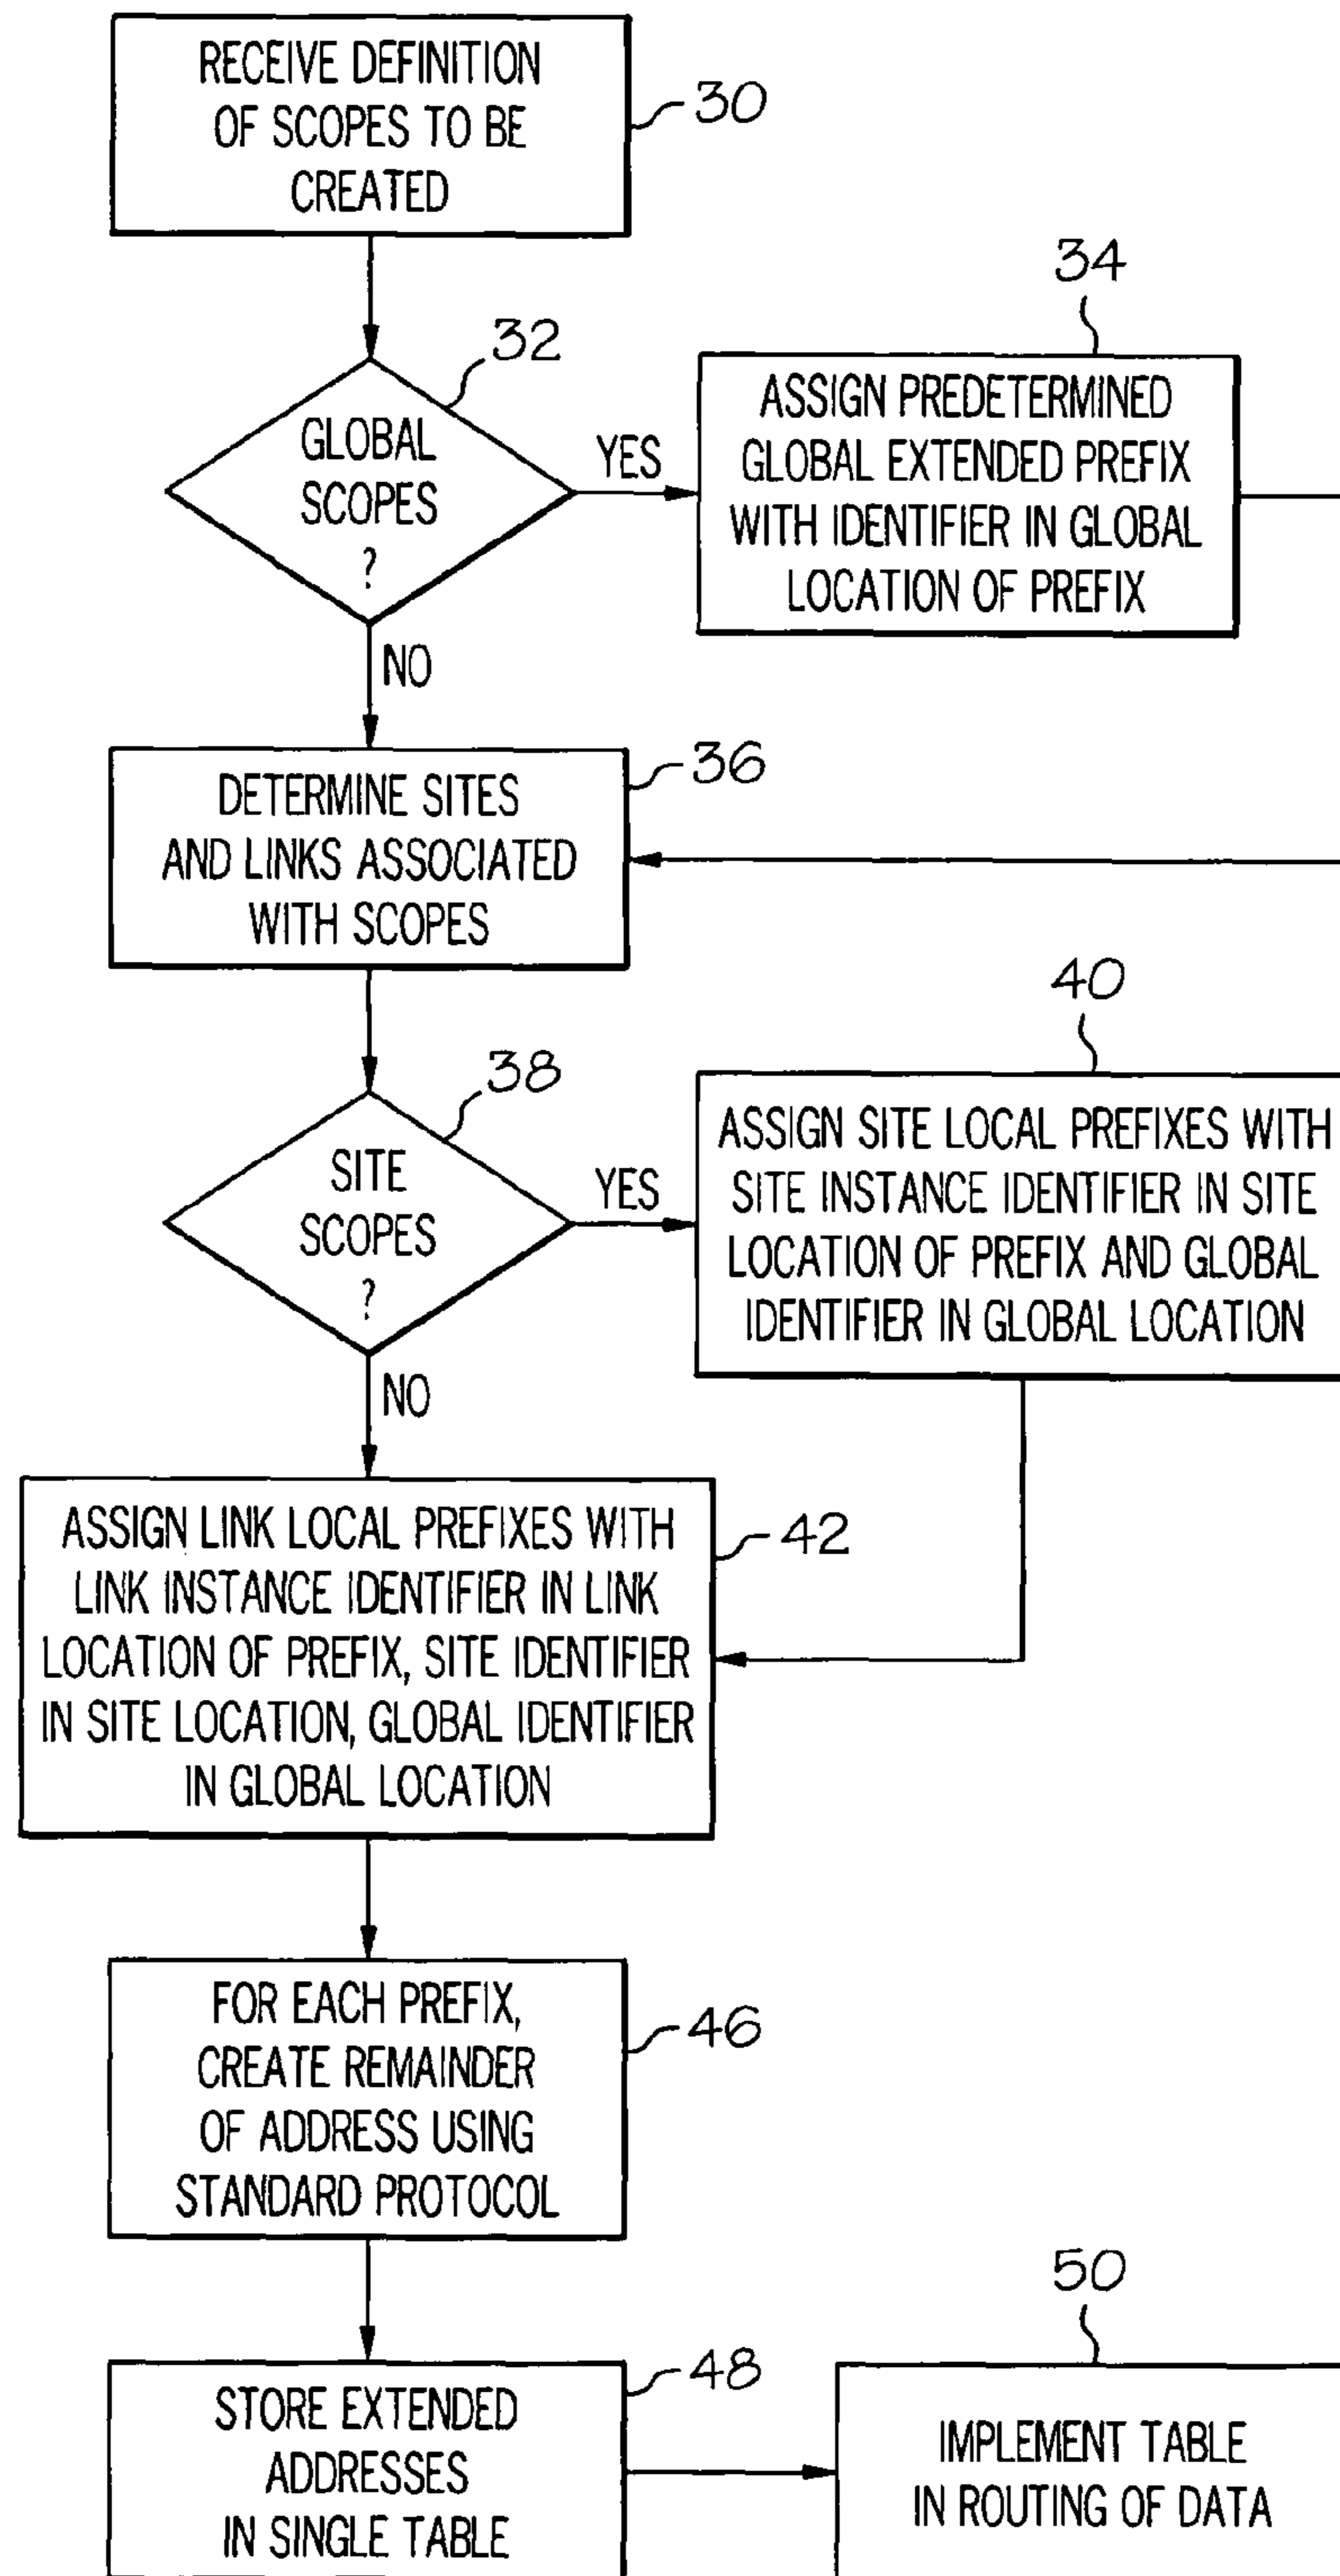 RECEIVE DEFINITION
OF SCOPES TO BE
CREATED
30
32
GLOBAL
SCOPES
?
YES
NO
34
ASSIGN PREDETERMINED
GLOBAL EXTENDED PREFIX
WITH IDENTIFIER IN GLOBAL
LOCATION OF PREFIX
36
DETERMINE SITES
AND LINKS ASSOCIATED
WITH SCOPES
38
SITE
SCOPES
?
YES
NO
40
ASSIGN SITE LOCAL PREFIXES WITH
SITE INSTANCE IDENTIFIER IN SITE
LOCATION OF PREFIX AND GLOBAL
IDENTIFIER IN GLOBAL LOCATION
ASSIGN LINK LOCAL PREFIXES WITH
LINK INSTANCE IDENTIFIER IN LINK
LOCATION OF PREFIX, SITE IDENTIFIER
IN SITE LOCATION, GLOBAL IDENTIFIER
IN GLOBAL LOCATION
42
FOR EACH PREFIX,
CREATE REMAINDER
OF ADDRESS USING
STANDARD PROTOCOL
46
STORE EXTENDED
ADDRESSES
IN SINGLE TABLE
48
50
IMPLEMENT TABLE
IN ROUTING OF DATA